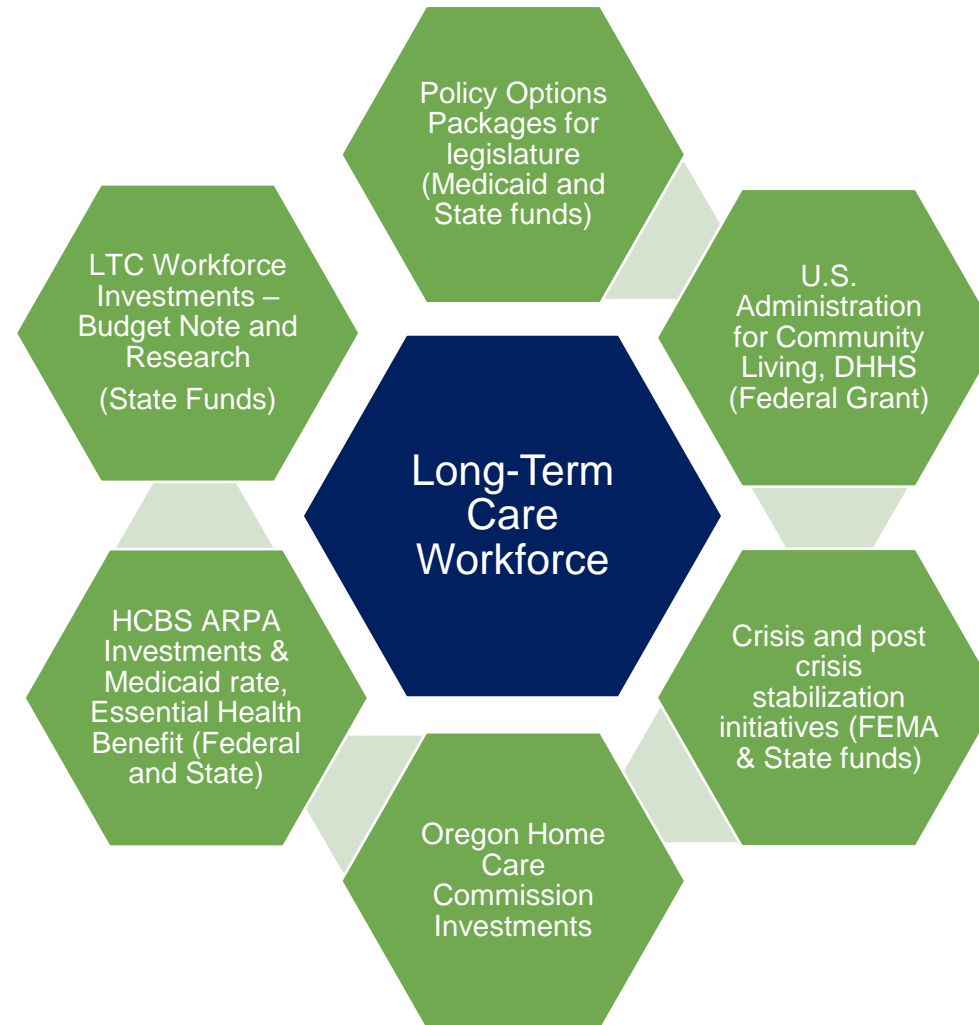 Policy Options
Packages for
legislature
(Medicaid and
State funds)
U.S.
Administration
for Community
Living, DHHS
(Federal Grant)
Crisis and post
crisis
stabilization
initiatives (FEMA
& State funds)
Oregon Home
Care
Commission
Investments
HCBS ARPA
Investments &
Medicaid rate,
Essential Health
Benefit (Federal
and State)
LTC Workforce
Investments –
Budget Note and
Research
(State Funds)
Long-Term
Care
Workforce